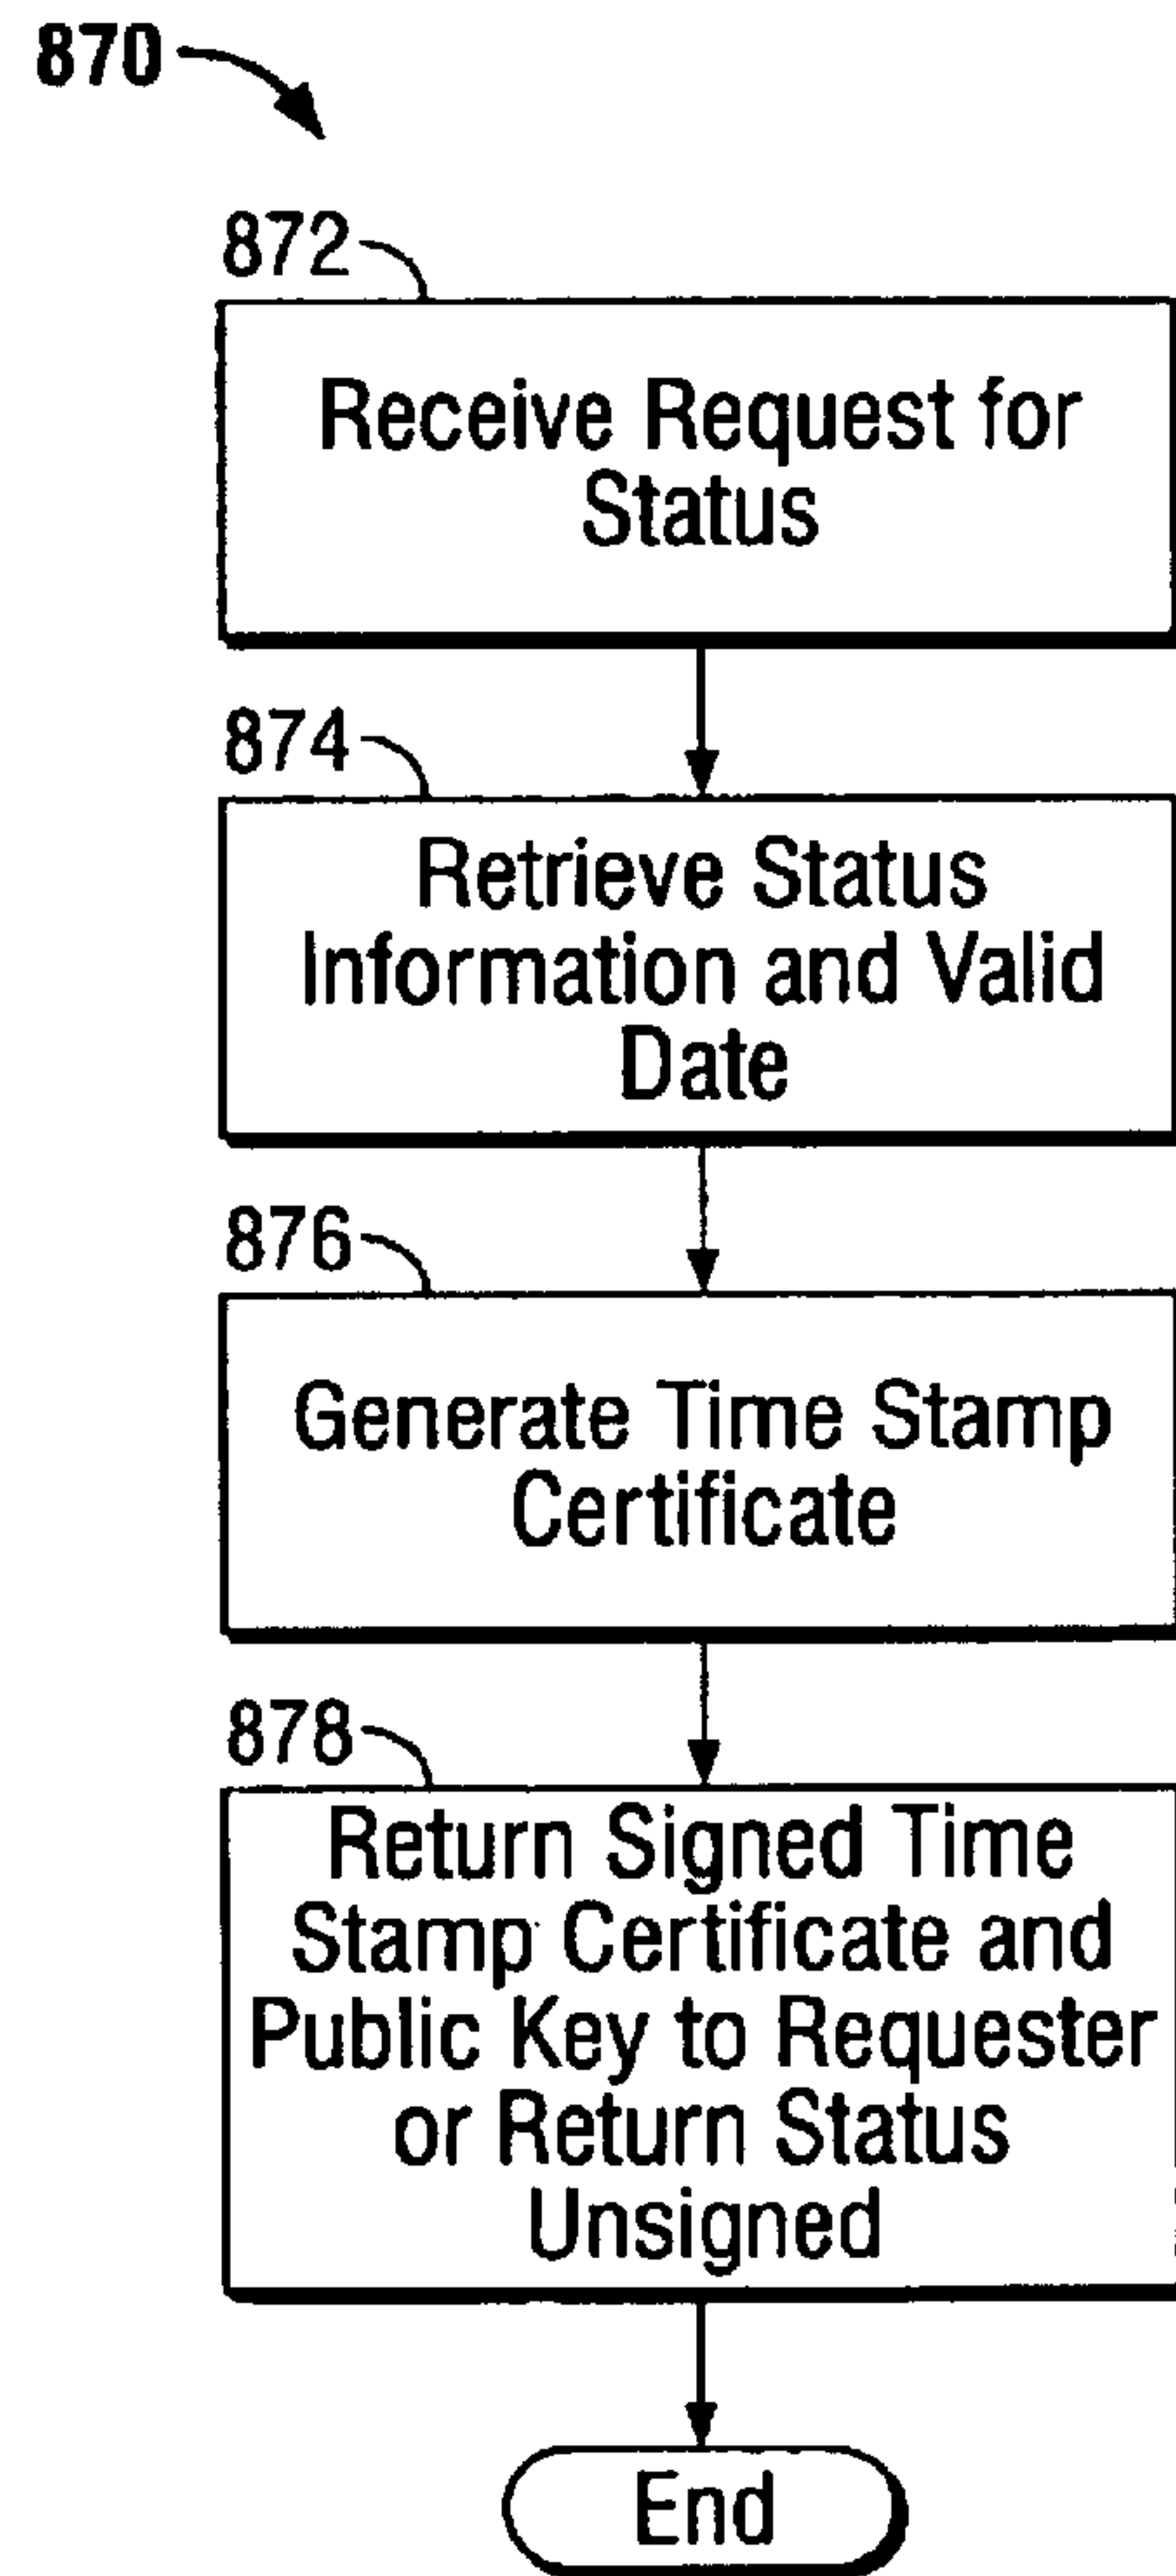 870
872
Receive Request for
Status
874
Retrieve Status
Information and Valid
Date
876
Generate Time Stamp
Certificate
878
Return Signed Time
Stamp Certificate and
Public Key to Requester
or Return Status
Unsigned
End